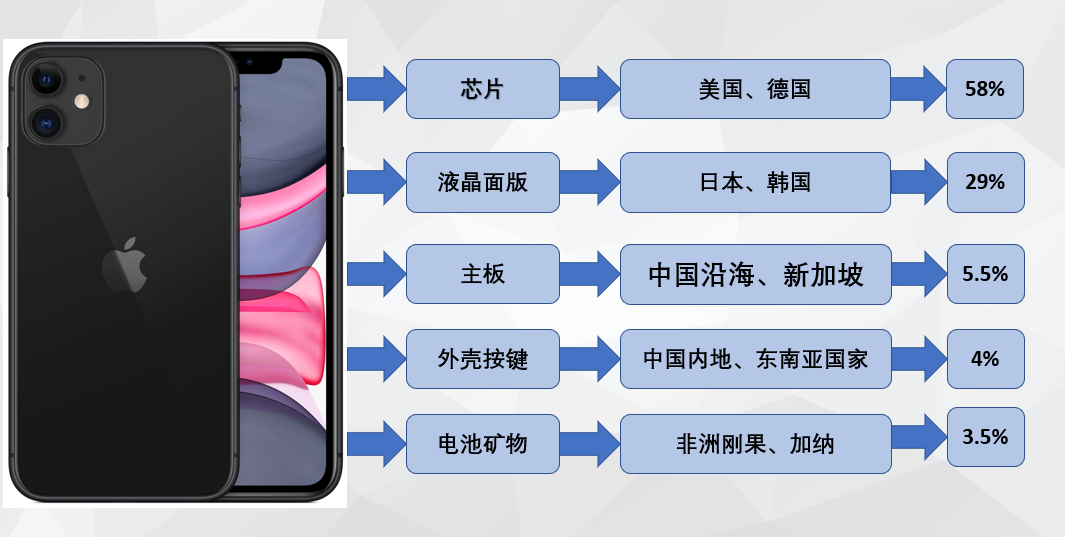 芯片
美国、德国
58%
液晶面版
日本、韩国
29%
主板
中国沿海、新加坡
5.5%
外壳按键
中国内地、东南亚国家
4%
电池矿物
非洲刚果、加纳
3.5%